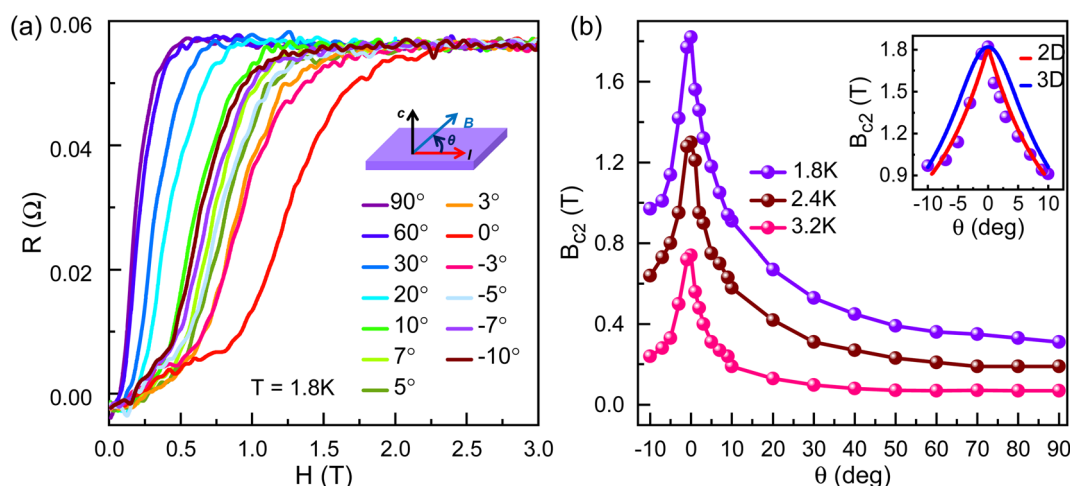 (a)
0.06
0.04
0.02
0.00
R (Ω)
c
B
θ
I
90°
60°
30°
20°
10°
7°
5°
3°
0°
-3°
-5°
-7°
-10°
T = 1.8K
0.0 0.5 1.0 1.5 2.0 2.5 3.0
H (T)
(b)
1.6
1.2
0.8
0.4
0.0
B_C2 (T)
1.8K
2.4K
3.2K
-10 0 10 20 30 40 50 60 70 80 90
θ (deg)
1.8
1.5
1.2
0.9
B_C2 (T)
2D
3D
-10 -5 0 5 10
θ (deg)